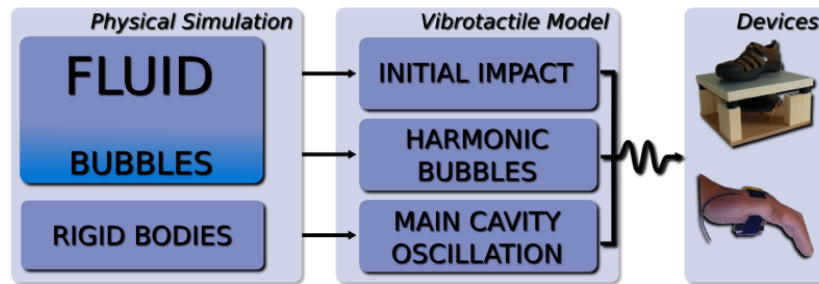 Physical Simulation
FLUID
BUBBLES
RIGID BODIES
Vibrotactile Model
INITIAL IMPACT
HARMONIC
BUBBLES
MAIN CAVITY
OSCILLATION
Devices